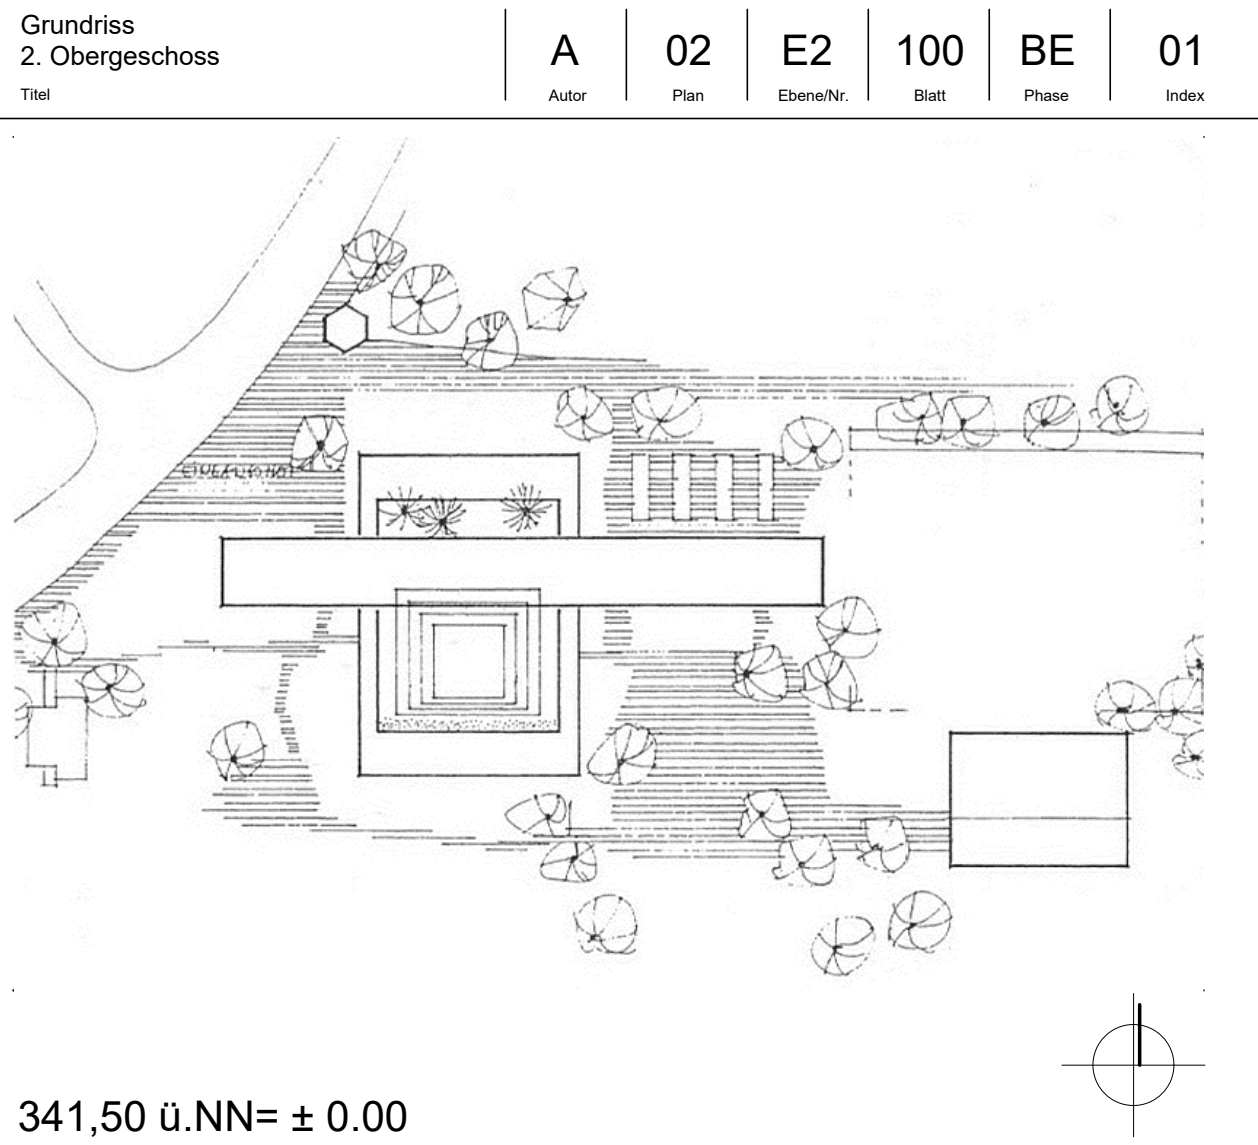 Grundriss
2. Obergeschoss
Titel
A
Autor
02
Plan
E2
Ebene/Nr.
100
Blatt
BE
Phase
01
Index
341,50 ü.NN= ± 0.00